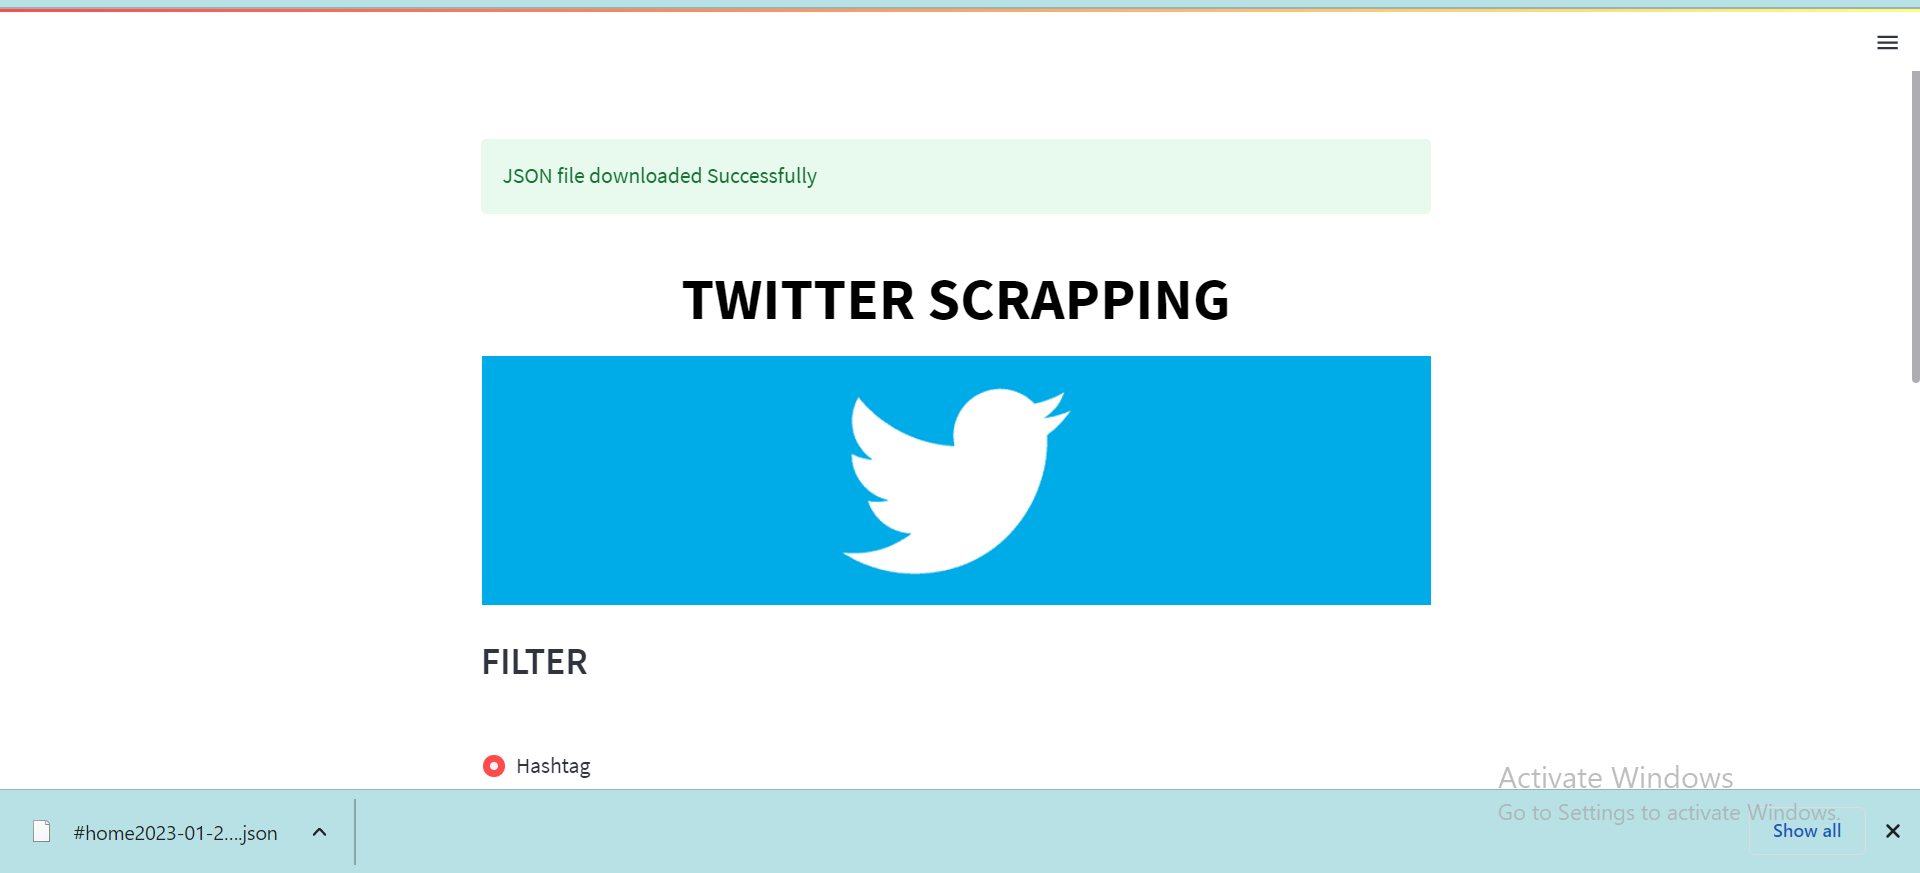 JSON file downloaded Successfully
TWITTER SCRAPPING
FILTER
Hashtag
Activate Windows
Go to Settings to activate Windows.
#home2023-01-2....json
Show all